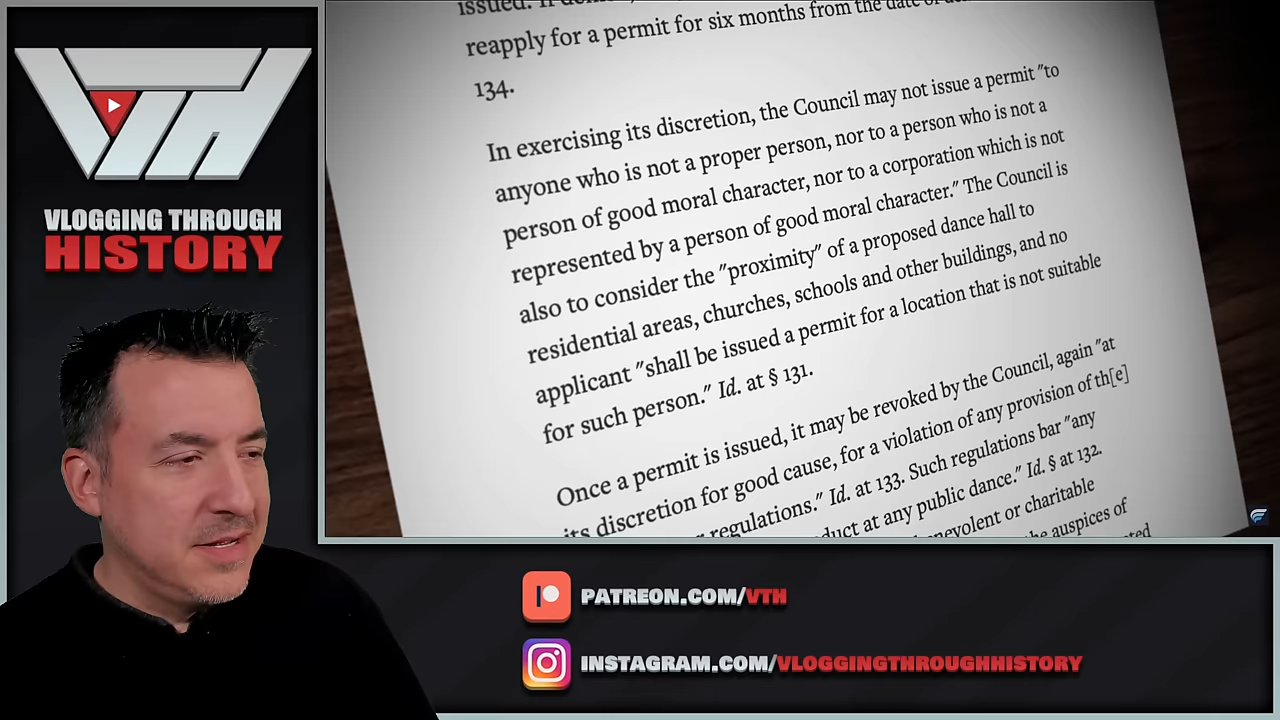 VTH
VLOGGING THROUGH
HISTORY
issued.
reapply for a permit for six months from the date
134.
In exercising its discretion, the Council may not issue a permit "to
anyone who is not a proper person, nor to a person who is not a
person of good moral character, nor to a corporation which is not
represented by a person of good moral character." The Council is
also to consider the "proximity" of a proposed dance hall to
residential areas, churches, schools and other buildings, and no
applicant "shall be issued a permit for a location that is not suitable
for such person." Id. at § 131.
Once a permit is issued, it may be revoked by the Council, again "at
its discretion for good cause, for a violation of any provision of th[e]
regulations." Id. at 133. Such regulations bar "any
at any public dance." Id. § at 132.
or charitable
auspices of
PATREON.COM/VTH
INSTAGRAM.COM/VLOGGINGTHROUGHHISTORY